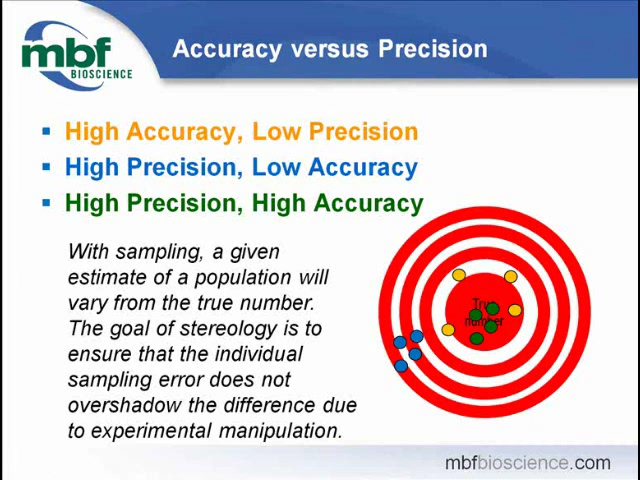 mbf
BIOSCIENCE
Accuracy versus Precision
High Accuracy, Low Precision
High Precision, Low Accuracy
High Precision, High Accuracy
With sampling, a given
estimate of a population will
vary from the true number.
The goal of stereology is to
ensure that the individual
sampling error does not
overshadow the difference due
to experimental manipulation.
True
number
mbfbioscience.com